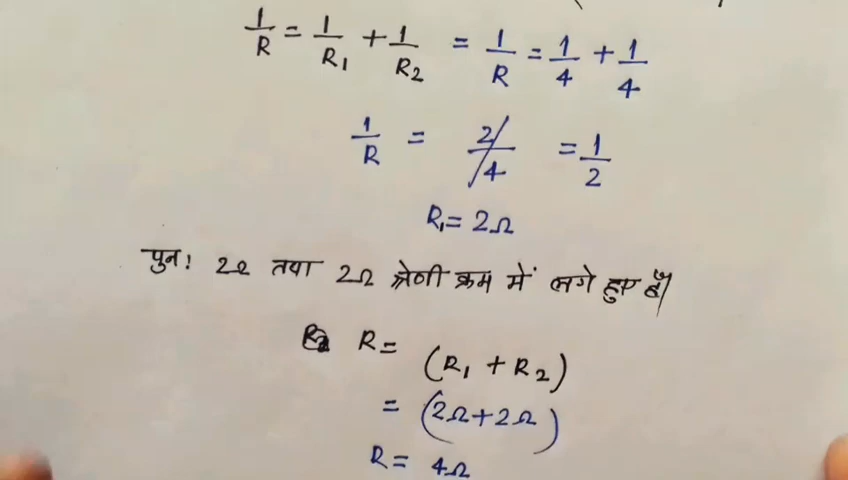 1/R = 1/R₁ + 1/R₂ = 1/R = 1/4 + 1/4
1/R = 2/4 = 1/2
R₁ = 2Ω
पुनः 2Ω तथा 2Ω श्रेणी क्रम में लगे हुए हैं।
R = (R₁ + R₂)
= (2Ω + 2Ω)
R = 4Ω